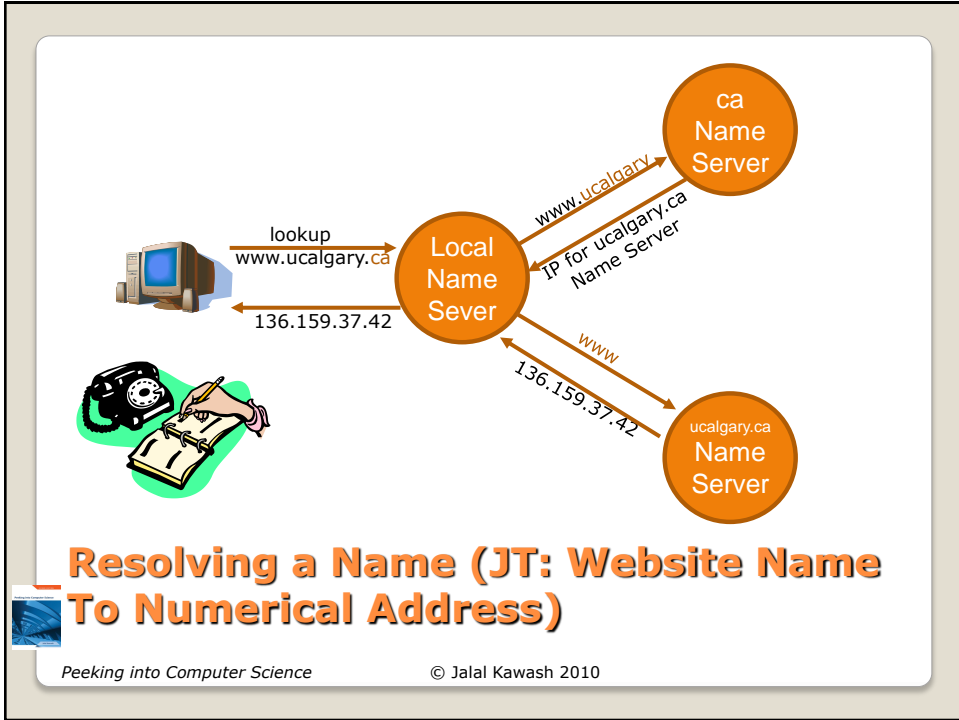 ca
Name
Server
www.ucalgary
IP for ucalgary.ca
Name Server
lookup
www.ucalgary.ca
136.159.37.42
Local
Name
Sever
www
136.159.37.42
ucalgary.ca
Name
Server
Resolving a Name (JT: Website Name
To Numerical Address)
Peeking into Computer Science © Jalal Kawash 2010